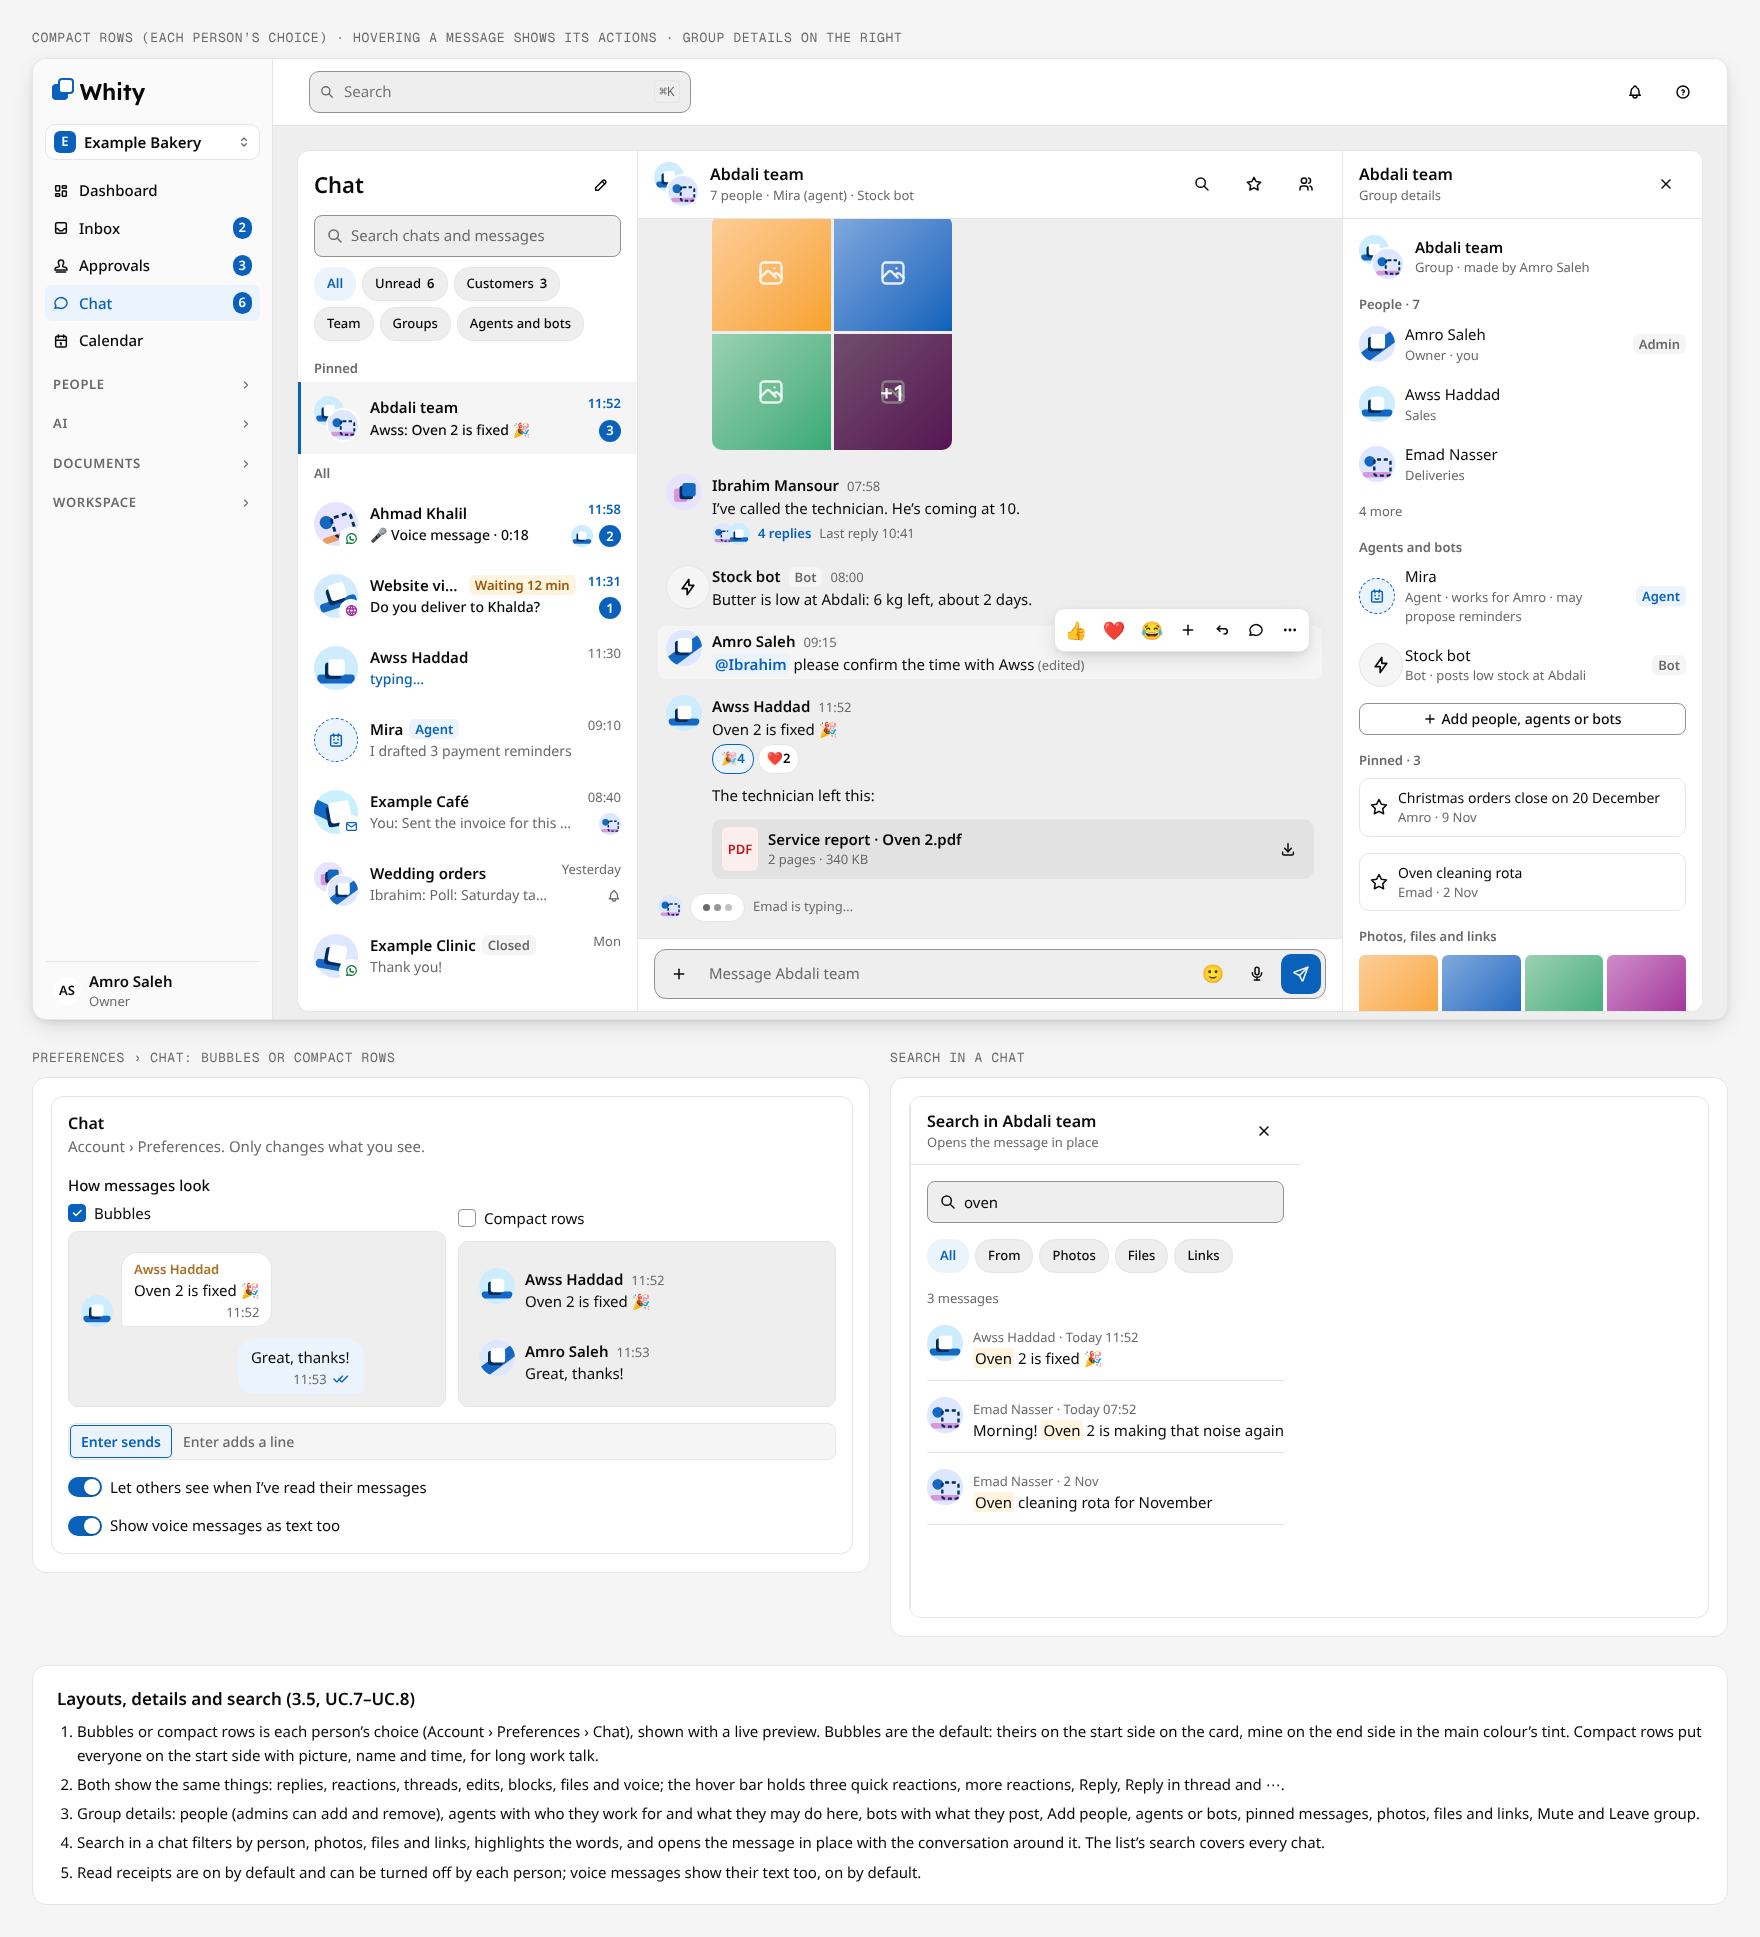 COMPACT ROWS (EACH PERSON'S CHOICE) · HOVERING A MESSAGE SHOWS ITS ACTIONS · GROUP DETAILS ON THE RIGHT
Whity
Search
⌘K
E
Example Bakery
Dashboard
Inbox
2
Approvals
3
Chat
6
Calendar
PEOPLE
AI
DOCUMENTS
WORKSPACE
AS
Amro Saleh
Owner
Chat
Search chats and messages
All
Unread 6
Customers 3
Team
Groups
Agents and bots
Pinned
Abdali team
11:52
Awss: Oven 2 is fixed 🎉
3
All
Ahmad Khalil
11:58
🎤 Voice message · 0:18
2
Website vi...
Waiting 12 min
11:31
Do you deliver to Khalda?
1
Awss Haddad
11:30
typing...
Mira
Agent
09:10
I drafted 3 payment reminders
Example Café
08:40
You: Sent the invoice for this ...
Wedding orders
Yesterday
Ibrahim: Poll: Saturday ta...
Example Clinic
Closed
Mon
Thank you!
Abdali team
7 people · Mira (agent) · Stock bot
+1
Ibrahim Mansour 07:58
I've called the technician. He's coming at 10.
4 replies Last reply 10:41
Stock bot Bot 08:00
Butter is low at Abdali: 6 kg left, about 2 days.
👍 ❤️ 😂
Amro Saleh 09:15
@Ibrahim please confirm the time with Awss (edited)
Awss Haddad 11:52
Oven 2 is fixed 🎉
🎉4 ❤️2
The technician left this:
PDF
Service report · Oven 2.pdf
2 pages · 340 KB
Emad is typing...
Message Abdali team
Abdali team
Group details
Abdali team
Group · made by Amro Saleh
People · 7
Amro Saleh
Owner · you
Admin
Awss Haddad
Sales
Emad Nasser
Deliveries
4 more
Agents and bots
Mira
Agent · works for Amro · may
propose reminders
Agent
Stock bot
Bot · posts low stock at Abdali
Bot
+ Add people, agents or bots
Pinned · 3
Christmas orders close on 20 December
Amro · 9 Nov
Oven cleaning rota
Emad · 2 Nov
Photos, files and links
PREFERENCES › CHAT: BUBBLES OR COMPACT ROWS
Chat
Account › Preferences. Only changes what you see.
How messages look
Bubbles
Compact rows
Awss Haddad
Oven 2 is fixed 🎉
11:52
Great, thanks!
11:53
Awss Haddad 11:52
Oven 2 is fixed 🎉
Amro Saleh 11:53
Great, thanks!
Enter sends
Enter adds a line
Let others see when I've read their messages
Show voice messages as text too
SEARCH IN A CHAT
Search in Abdali team
Opens the message in place
oven
All
From
Photos
Files
Links
3 messages
Awss Haddad · Today 11:52
Oven 2 is fixed 🎉
Emad Nasser · Today 07:52
Morning! Oven 2 is making that noise again
Emad Nasser · 2 Nov
Oven cleaning rota for November
Layouts, details and search (3.5, UC.7–UC.8)
1. Bubbles or compact rows is each person's choice (Account › Preferences › Chat), shown with a live preview. Bubbles are the default: theirs on the start side on the card, mine on the end side in the main colour's tint. Compact rows put
everyone on the start side with picture, name and time, for long work talk.
2. Both show the same things: replies, reactions, threads, edits, blocks, files and voice; the hover bar holds three quick reactions, more reactions, Reply, Reply in thread and ⋯.
3. Group details: people (admins can add and remove), agents with who they work for and what they may do here, bots with what they post, Add people, agents or bots, pinned messages, photos, files and links, Mute and Leave group.
4. Search in a chat filters by person, photos, files and links, highlights the words, and opens the message in place with the conversation around it. The list's search covers every chat.
5. Read receipts are on by default and can be turned off by each person; voice messages show their text too, on by default.